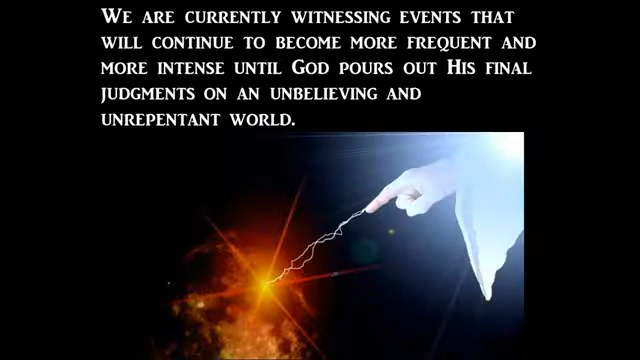 We are currently witnessing events that
will continue to become more frequent and
more intense until God pours out His final
judgments on an unbelieving and
unrepentant world.